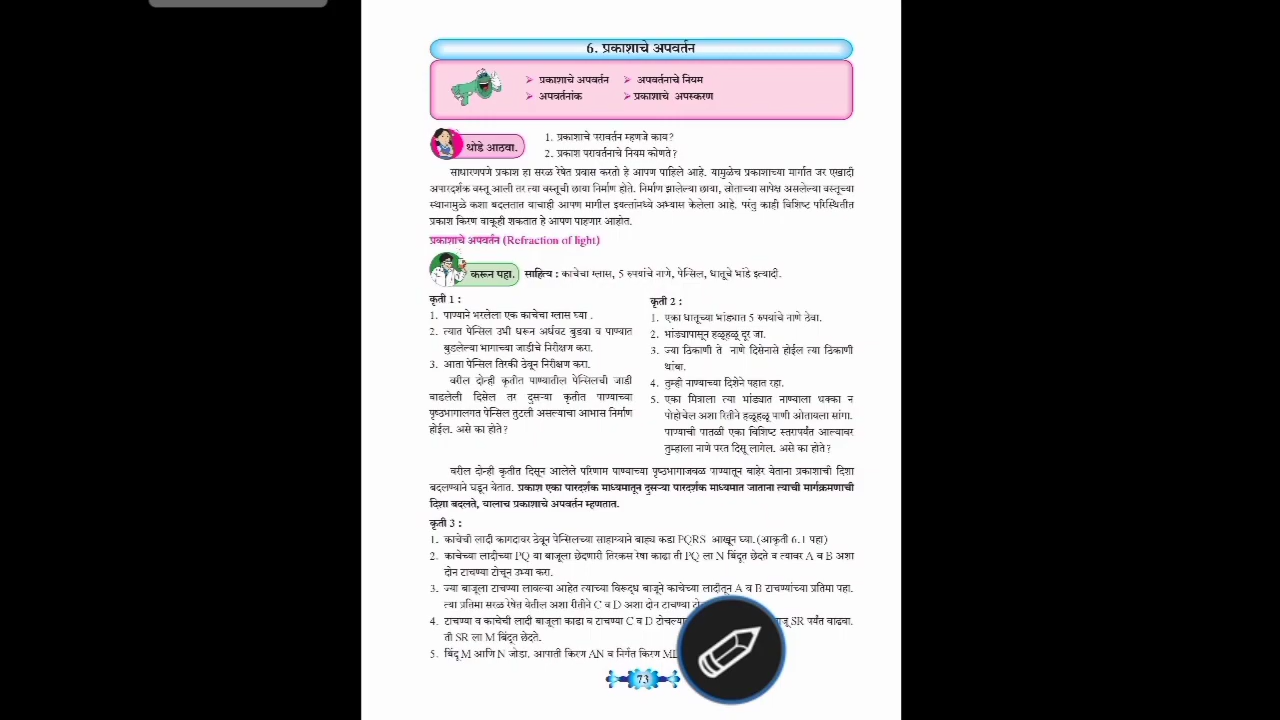 6. प्रकाशाचे अपवर्तन
➢ प्रकाशाचे अपवर्तन ➢ अपवर्तनाचे नियम
➢ अपवर्तनांक ➢ प्रकाशाचे अपस्करण
थोडे आठवा.
1. प्रकाशाचे परावर्तन म्हणजे काय?
2. प्रकाश परावर्तनाचे नियम कोणते?
साधारणपणे प्रकाश हा सरळ रेषेत प्रवास करतो हे आपण पाहिले आहे. यामुळेच प्रकाशाच्या मार्गात जर एखादी
अपारदर्शक वस्तू आली तर त्या वस्तूची छाया निर्माण होते. निर्माण झालेल्या छाया, स्रोताच्या सापेक्ष असलेल्या वस्तूच्या
स्थानामुळे कशा बदलतात याचाही आपण मागील इयत्तांमध्ये अभ्यास केलेला आहे. परंतु काही विशिष्ट परिस्थितीत
प्रकाश किरण वाकूही शकतात हे आपण पाहणार आहोत.
प्रकाशाचे अपवर्तन (Refraction of light)
करून पहा.
साहित्य : काचेचा ग्लास, 5 रुपयांचे नाणे, पेन्सिल, धातूचे भांडे इत्यादी.
कृती 1 :
1. पाण्याने भरलेला एक काचेचा ग्लास घ्या .
2. त्यात पेन्सिल उभी धरून अर्धवट बुडवा व पाण्यात
बुडलेल्या भागाच्या जाडीचे निरीक्षण करा.
3. आता पेन्सिल तिरकी ठेवून निरीक्षण करा.
वरील दोन्ही कृतीत पाण्यातील पेन्सिलची जाडी
वाढलेली दिसेल तर दुसऱ्या कृतीत पाण्याच्या
पृष्ठभागालगत पेन्सिल तुटली असल्याचा आभास निर्माण
होईल. असे का होते?
कृती 2 :
1. एका धातूच्या भांड्यात 5 रुपयांचे नाणे ठेवा.
2. भांड्यापासून हळूहळू दूर जा.
3. ज्या ठिकाणी ते नाणे दिसेनासे होईल त्या ठिकाणी
थांबा.
4. तुम्ही नाण्याच्या दिशेने पहात रहा.
5. एका मित्राला त्या भांड्यात नाण्याला धक्का न
पोहोचेल अशा रितीने हळूहळू पाणी ओतायला सांगा.
पाण्याची पातळी एका विशिष्ट स्तरापर्यंत आल्यावर
तुम्हाला नाणे परत दिसू लागेल. असे का होते?
वरील दोन्ही कृतीत दिसून आलेले परिणाम पाण्याच्या पृष्ठभागाजवळ पाण्यातून बाहेर येताना प्रकाशाची दिशा
बदलण्याने घडून येतात. प्रकाश एका पारदर्शक माध्यमातून दुसऱ्या पारदर्शक माध्यमात जाताना त्याची मार्गक्रमणाची
दिशा बदलते, यालाच प्रकाशाचे अपवर्तन म्हणतात.
कृती 3 :
1. काचेची लादी कागदावर ठेवून पेन्सिलच्या साहाय्याने बाह्य कडा PQRS आखून घ्या. (आकृती 6.1 पहा)
2. काचेच्या लादीच्या PQ या बाजूला छेदणारी तिरकस रेषा काढा ती PQ ला N बिंदूत छेदते व त्यावर A व B अशा
दोन टाचण्या टोचून उभ्या करा.
3. ज्या बाजूला टाचण्या लावल्या आहेत त्याच्या विरूद्ध बाजूने काचेच्या लादीतून A व B टाचण्यांच्या प्रतिमा पहा.
त्या प्रतिमा सरळ रेषेत येतील अशा रीतीने C व D अशा दोन टाचण्या
4. टाचण्या व काचेची लादी बाजूला काढा व टाचण्या C व D SR पर्यंत वाढवा.
ती SR ला M बिंदूत छेदते.
5. बिंदू M आणि N जोडा. आपाती किरण AN व निर्गत किरण
73